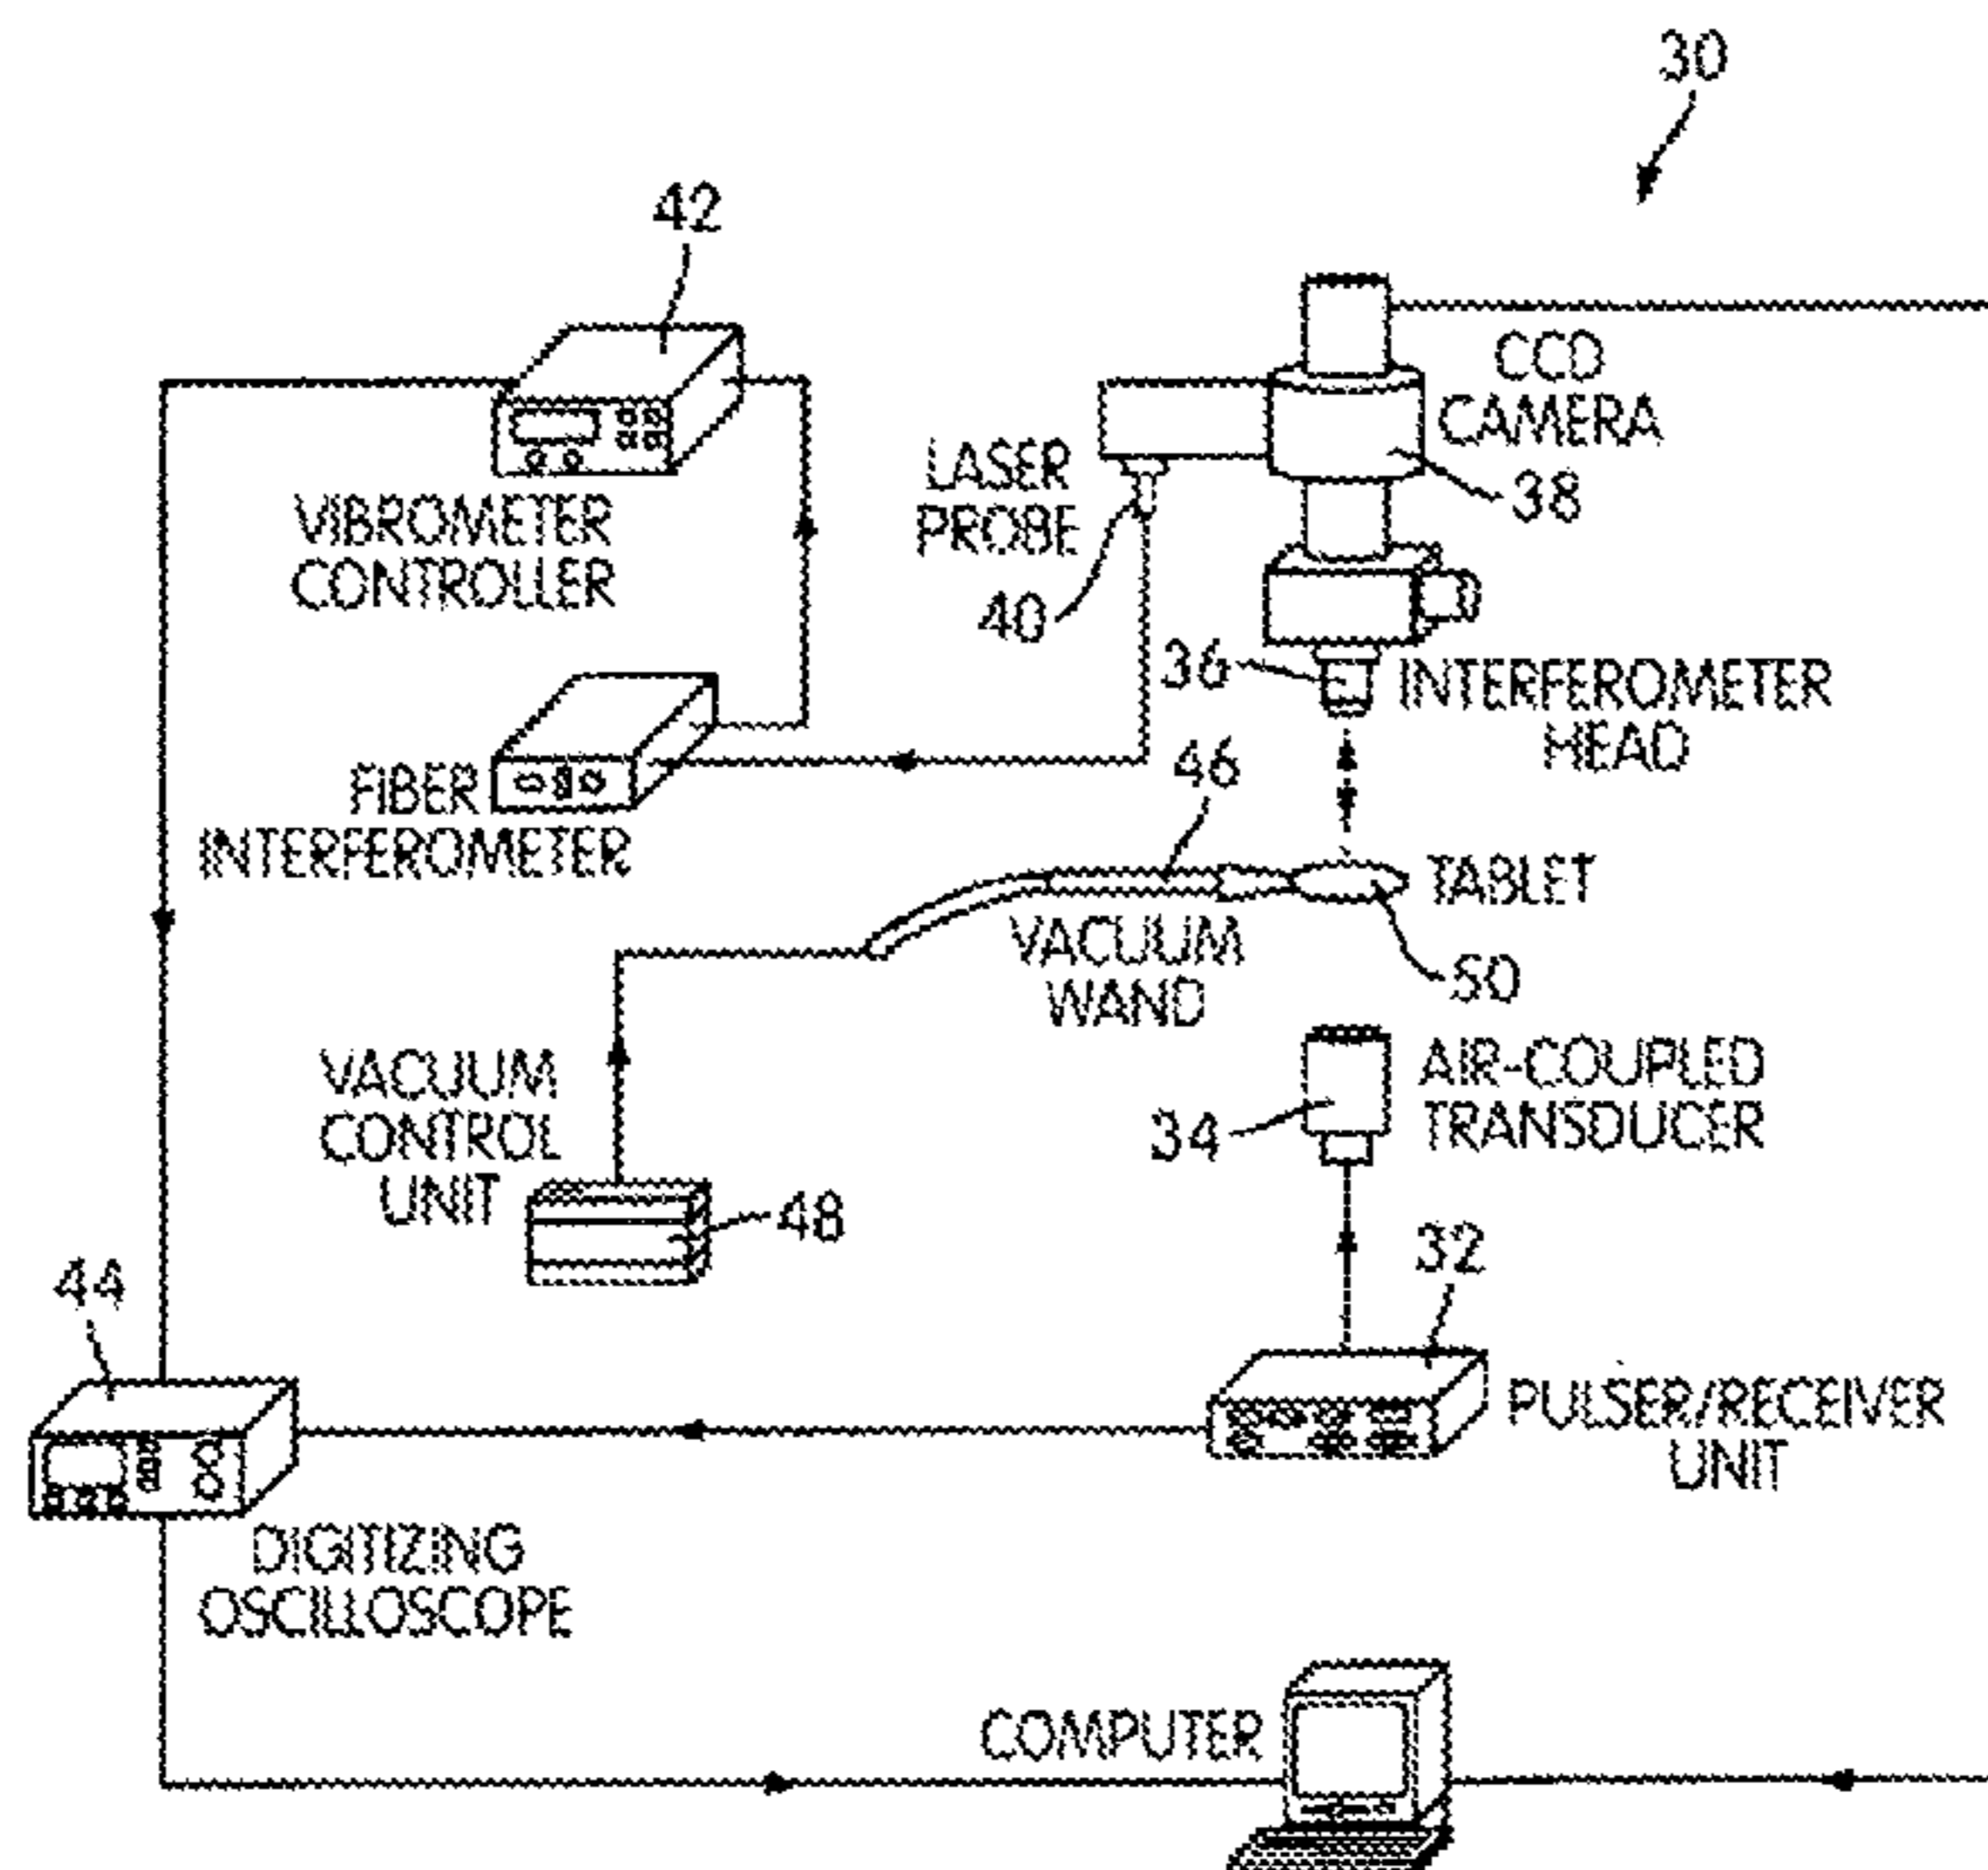 30
42
CCD
CAMERA
38
LASER
PROBE
40
VIBROMETER
CONTROLLER
36
INTERFEROMETER
HEAD
46
FIBER
INTERFEROMETER
TABLET
50
VACUUM
WAND
VACUUM
CONTROL
UNIT
48
AIR-COUPLED
TRANSDUCER
34
32
44
PULSER/RECEIVER
UNIT
DIGITIZING
OSCILLOSCOPE
COMPUTER